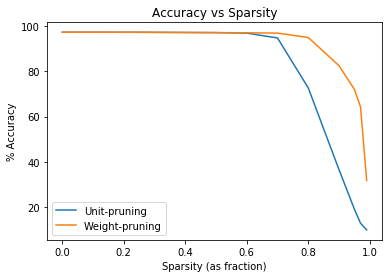 Accuracy vs Sparsity
% Accuracy
100
80
60
40
20
Unit-pruning
Weight-pruning
0.0 0.2 0.4 0.6 0.8 1.0
Sparsity (as fraction)